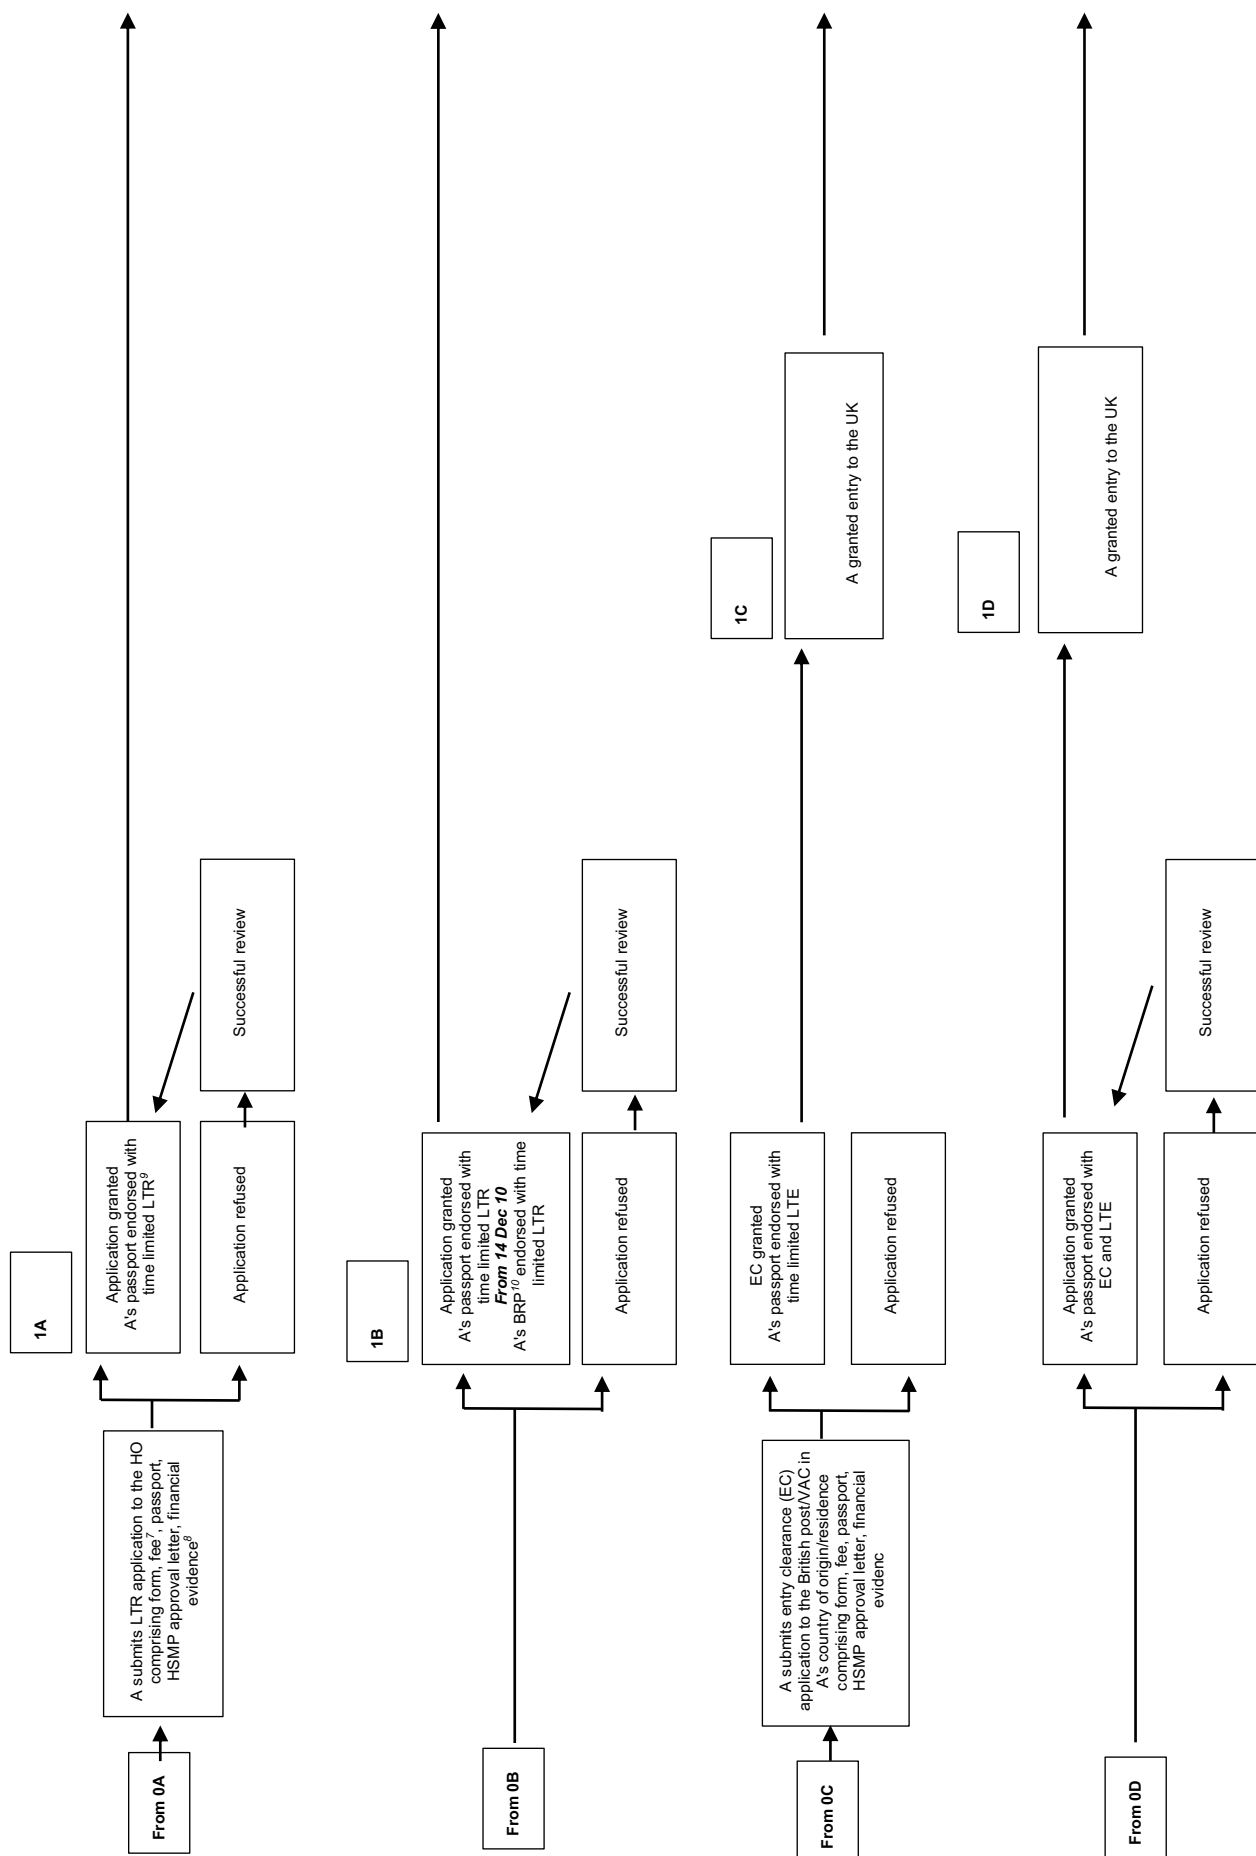 1A
From 0A
A submits LTR application to the HO
comprising form, fee7, passport,
HSMP approval letter, financial
evidence8
Application granted
A's passport endorsed with
time limited LTR9
Application refused
Successful review
1B
From 0B
Application granted
A's passport endorsed with
time limited LTR
From 14 Dec 10
A's BRP10 endorsed with time
limited LTR
Application refused
Successful review
1C
From 0C
A submits entry clearance (EC)
application to the British post/VAC in
A's country of origin/residence
comprising form, fee, passport,
HSMP approval letter, financial
evidenc
EC granted
A's passport endorsed with
time limited LTE
Application refused
A granted entry to the UK
1D
From 0D
Application granted
A's passport endorsed with
EC and LTE
Application refused
Successful review
A granted entry to the UK